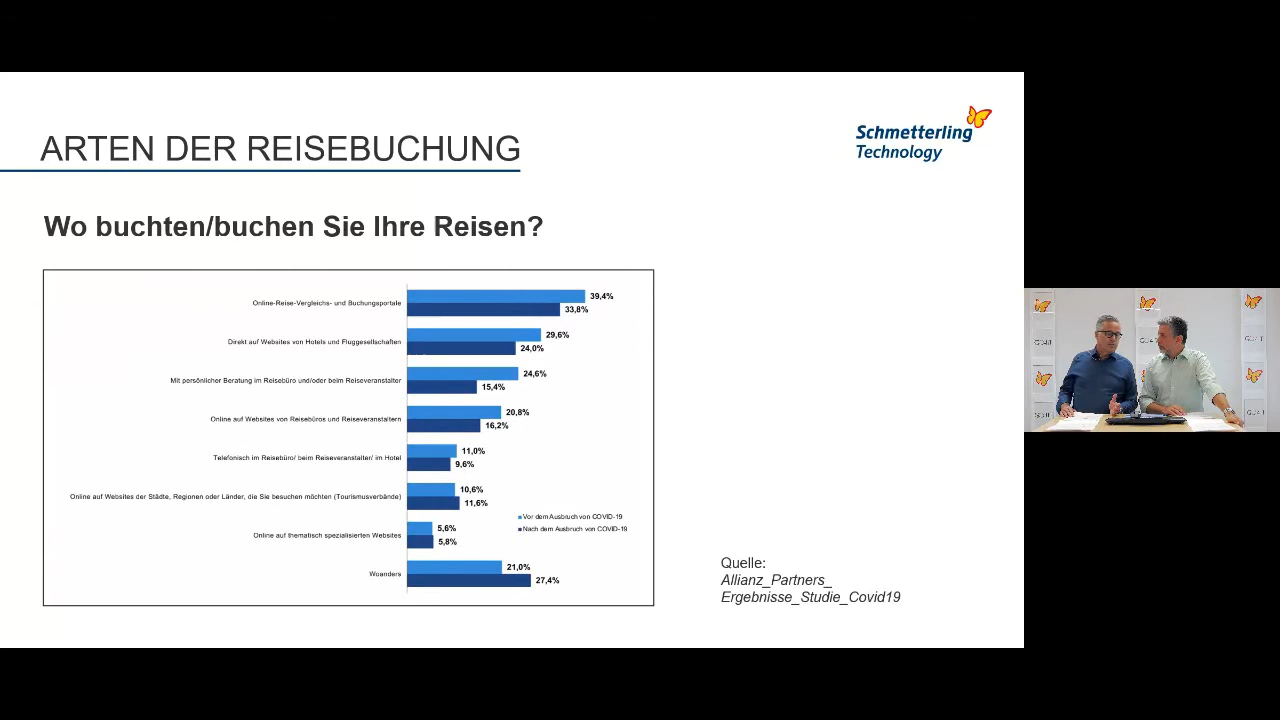 ARTEN DER REISEBUCHUNG
Schmetterling
Technology
Wo buchten/buchen Sie Ihre Reisen?
Online-Reise-Vergleichs- und Buchungsportale
39,4%
33,8%
Direkt auf Websites von Hotels und Fluggesellschaften
29,6%
24,0%
Mit persönlicher Beratung im Reisebüro und/oder beim Reiseveranstalter
24,6%
15,4%
Online auf Websites von Reisebüros und Reiseveranstaltern
20,8%
16,2%
Telefonisch im Reisebüro/ beim Reiseveranstalter/ im Hotel
11,0%
9,6%
Online auf Websites der Städte, Regionen oder Länder, die Sie besuchen möchten (Tourismusverbände)
10,6%
11,6%
Vor dem Ausbruch von COVID-19
Nach dem Ausbruch von COVID-19
Online auf thematisch spezialisierten Websites
5,6%
5,8%
Woanders
21,0%
27,4%
Quelle:
Allianz_Partners_
Ergebnisse_Studie_Covid19